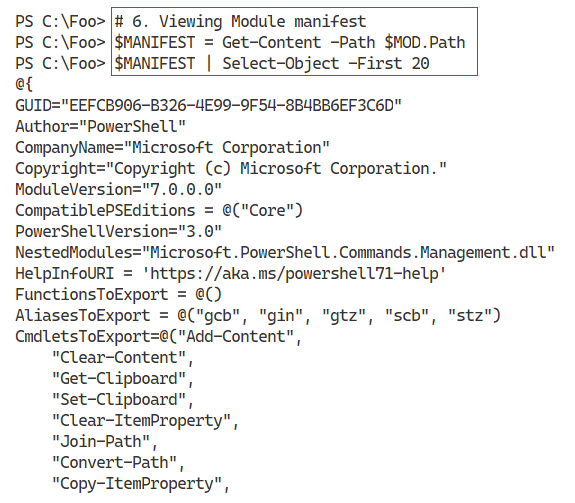 PS C:\Foo> # 6. Viewing Module manifest
PS C:\Foo> $MANIFEST = Get-Content -Path $MOD.Path
PS C:\Foo> $MANIFEST | Select-Object -First 20
@{
GUID="EEFCB906-B326-4E99-9F54-8B4BB6EF3C6D"
Author="PowerShell"
CompanyName="Microsoft Corporation"
Copyright="Copyright (c) Microsoft Corporation."
ModuleVersion="7.0.0.0"
CompatiblePSEditions = @("Core")
PowerShellVersion="3.0"
NestedModules="Microsoft.PowerShell.Commands.Management.dll"
HelpInfoURI = 'https://aka.ms/powershell71-help'
FunctionsToExport = @()
AliasesToExport = @("gcb", "gin", "gtz", "scb", "stz")
CmdletsToExport=@("Add-Content",
    "Clear-Content",
    "Get-Clipboard",
    "Set-Clipboard",
    "Clear-ItemProperty",
    "Join-Path",
    "Convert-Path",
    "Copy-ItemProperty",